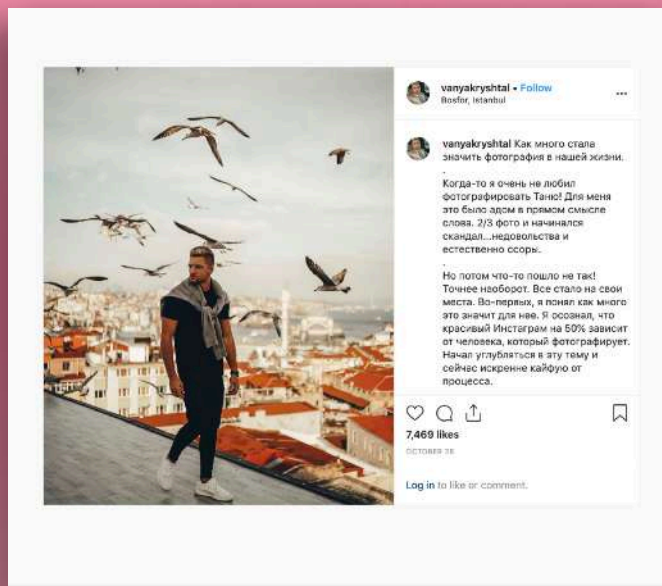 vanyakryshtal • Follow
Bosfor, Istanbul
vanyakryshtal Как много стала
значить фотография в нашей жизни.
.
Когда-то я очень не любил
фотографировать Таню! Для меня
это было адом в прямом смысле
слова. 2/3 фото и начинался
скандал...недовольства и
естественно ссоры.
.
Но потом что-то пошло не так!
Точнее наоборот. Все стало на свои
места. Во-первых, я понял как много
это значит для нее. Я осознал, что
красивый Инстаграм на 50% зависит
от человека, который фотографирует.
Начал углубляться в эту тему и
сейчас искренне кайфую от
процесса.
7,469 likes
OCTOBER 28
Log in to like or comment.